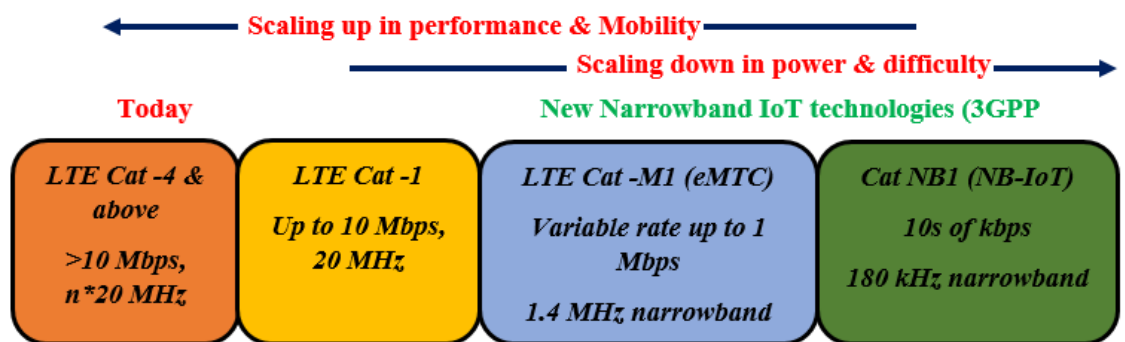 Scaling up in performance & Mobility
Scaling down in power & difficulty
Today
New Narrowband IoT technologies (3GPP
LTE Cat -4 &
above
>10 Mbps,
n*20 MHz
LTE Cat -1
Up to 10 Mbps,
20 MHz
LTE Cat -M1 (eMTC)
Variable rate up to 1
Mbps
1.4 MHz narrowband
Cat NB1 (NB-IoT)
10s of kbps
180 kHz narrowband